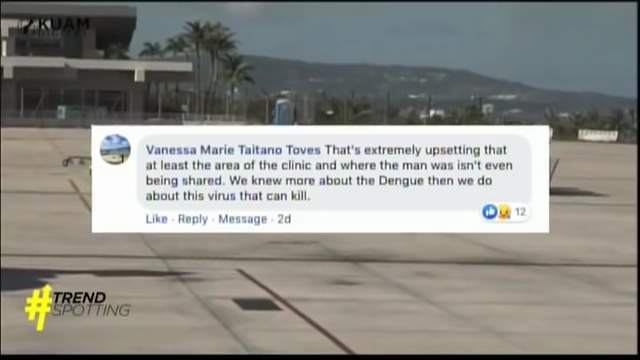 KUAM
Vanessa Marie Taitano Toves That's extremely upsetting that
at least the area of the clinic and where the man was isn't even
being shared. We knew more about the Dengue then we do
about this virus that can kill.
Like · Reply · Message · 2d
12
#TREND
SPOTTING